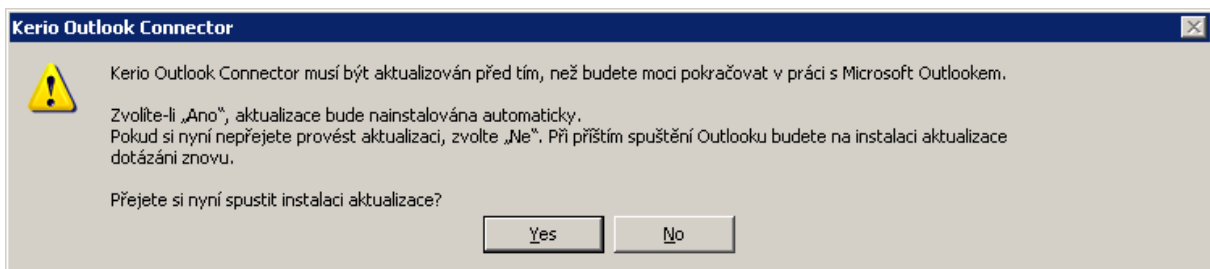 Kerio Outlook Connector
Kerio Outlook Connector musí být aktualizován před tím, než budete moci pokračovat v práci s Microsoft Outlookem.
Zvolíte-li „Ano“, aktualizace bude nainstalována automaticky.
Pokud si nyní nepřejete provést aktualizaci, zvolte „Ne“. Při příštím spuštění Outlooku budete na instalaci aktualizace
dotázáni znovu.
Přejete si nyní spustit instalaci aktualizace?
Yes No